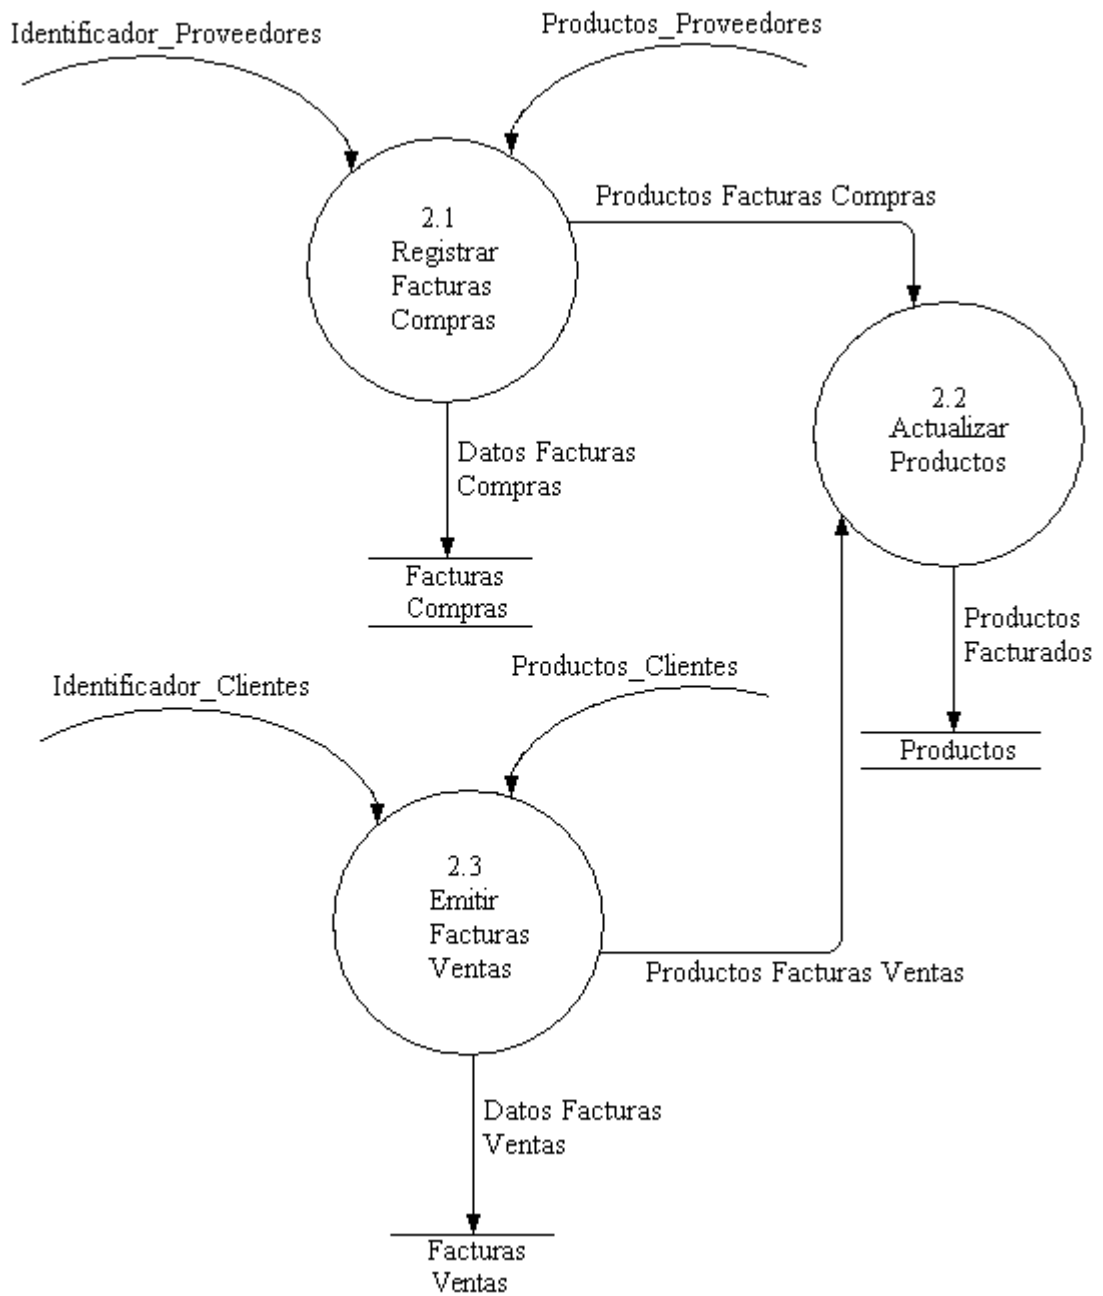 Identificador_Proveedores
Productos_Proveedores
2.1
Registrar
Facturas
Compras
Productos Facturas Compras
2.2
Actualizar
Productos
Datos Facturas
Compras
Facturas
Compras
Productos
Facturados
Productos
Identificador_Clientes
Productos_Clientes
2.3
Emitir
Facturas
Ventas
Productos Facturas Ventas
Datos Facturas
Ventas
Facturas
Ventas